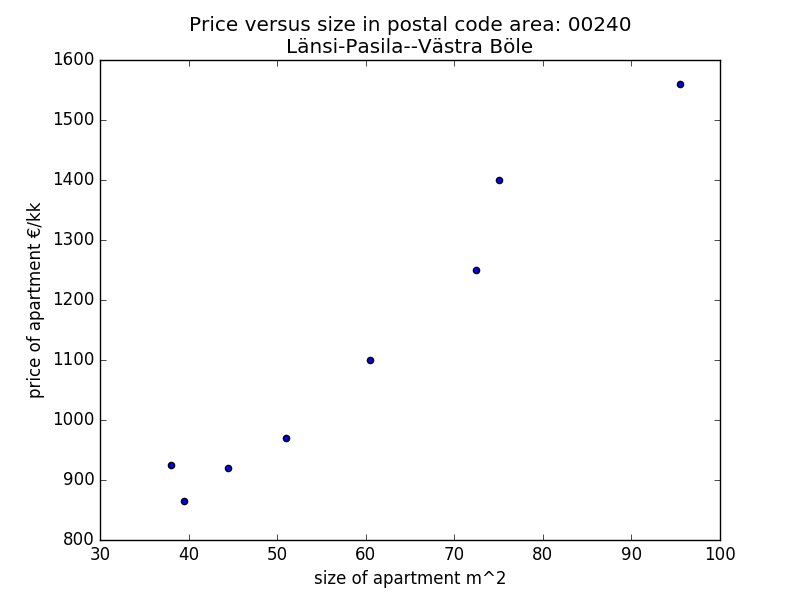 Price versus size in postal code area: 00240
Länsi-Pasila--Västra Böle
1600
1500
1400
1300
1200
1100
1000
900
800
price of apartment €/kk
30 40 50 60 70 80 90 100
size of apartment m^2